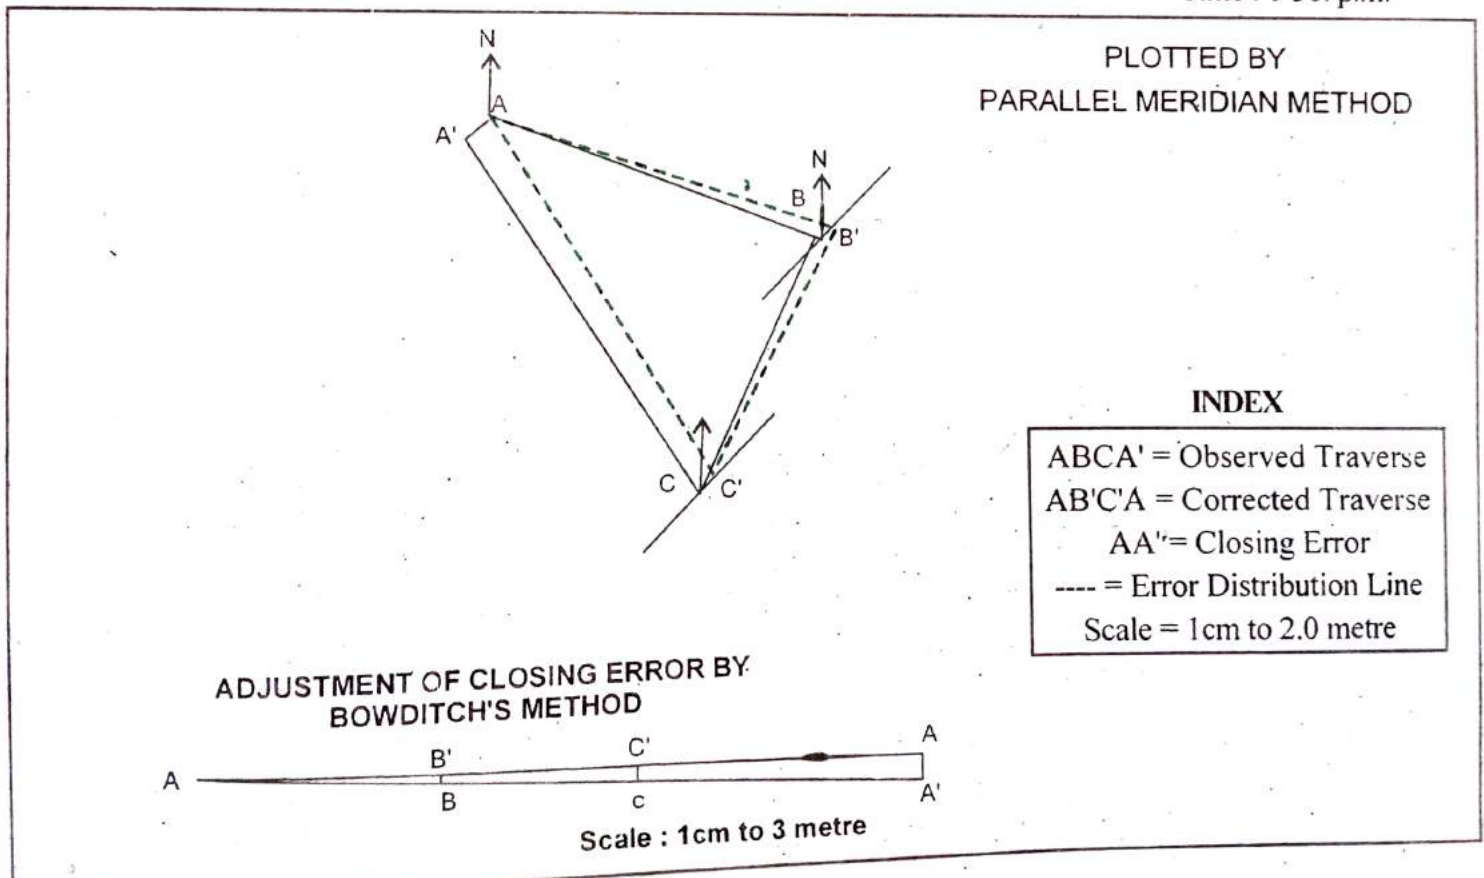 PLOTTED BY
PARALLEL MERIDIAN METHOD
N
A
A'
N
B
B'
C
C'
INDEX
ABCA' = Observed Traverse
AB'C'A = Corrected Traverse
AA' = Closing Error
---- = Error Distribution Line
Scale = 1cm to 2.0 metre
ADJUSTMENT OF CLOSING ERROR BY
BOWDITCH'S METHOD
A
B'
C'
A
B
c
A'
Scale : 1cm to 3 metre